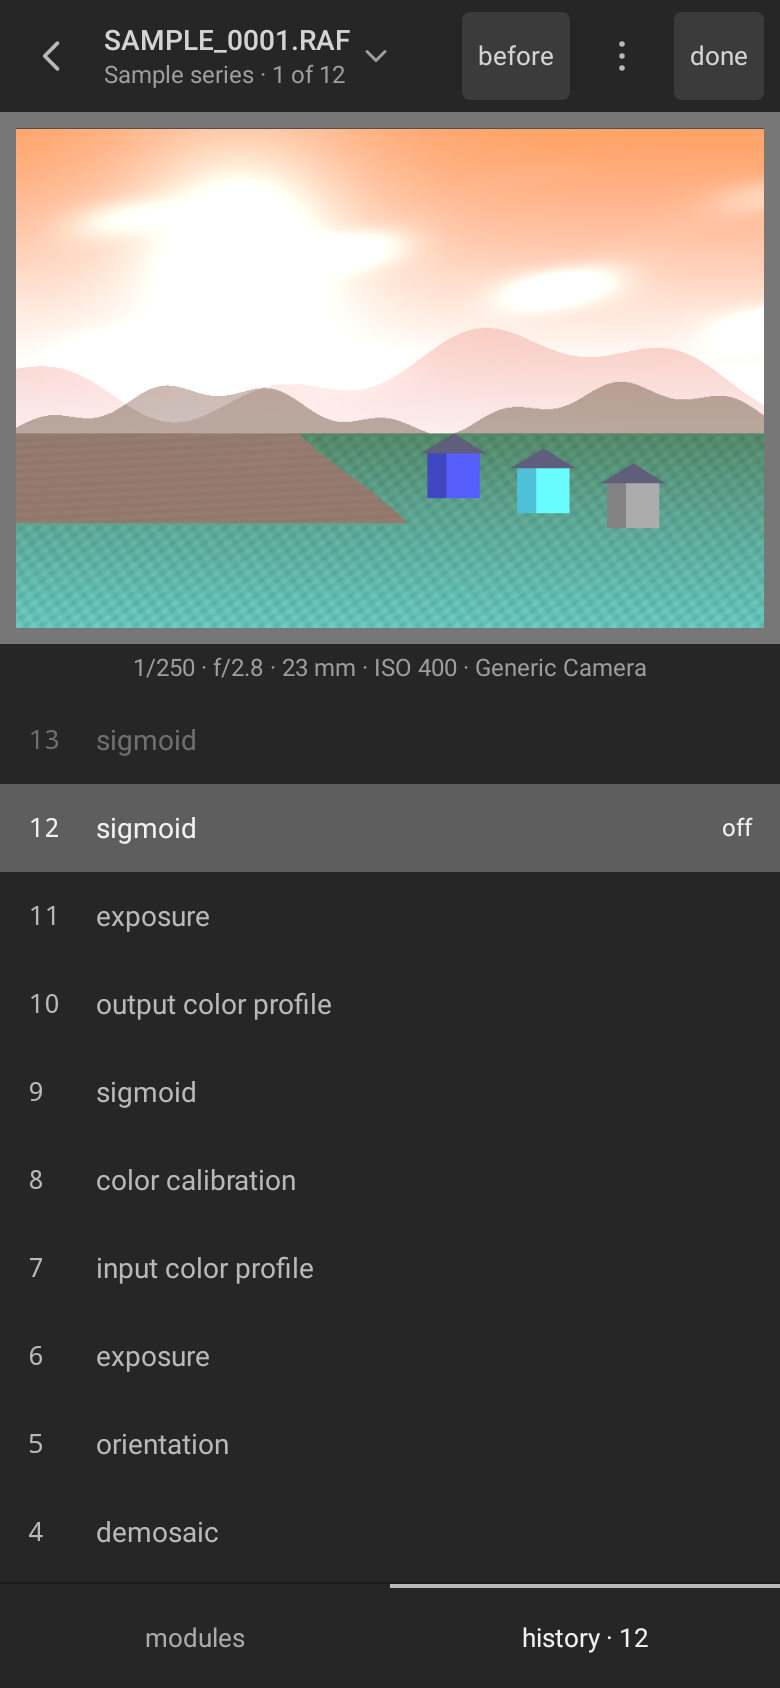 SAMPLE_0001.RAF
Sample series · 1 of 12
before
done
1/250 · f/2.8 · 23 mm · ISO 400 · Generic Camera
13 sigmoid
12 sigmoid off
11 exposure
10 output color profile
9 sigmoid
8 color calibration
7 input color profile
6 exposure
5 orientation
4 demosaic
modules
history · 12